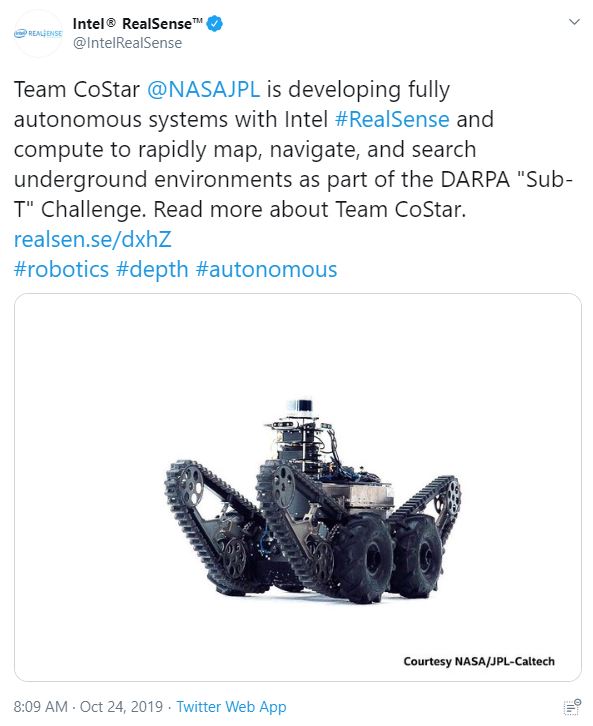 intel REALSENSE
Intel® RealSense™
@IntelRealSense
Team CoStar @NASAJPL is developing fully
autonomous systems with Intel #RealSense and
compute to rapidly map, navigate, and search
underground environments as part of the DARPA "Sub-
T" Challenge. Read more about Team CoStar.
realsen.se/dxhZ
#robotics #depth #autonomous
Courtesy NASA/JPL-Caltech
8:09 AM · Oct 24, 2019 · Twitter Web App